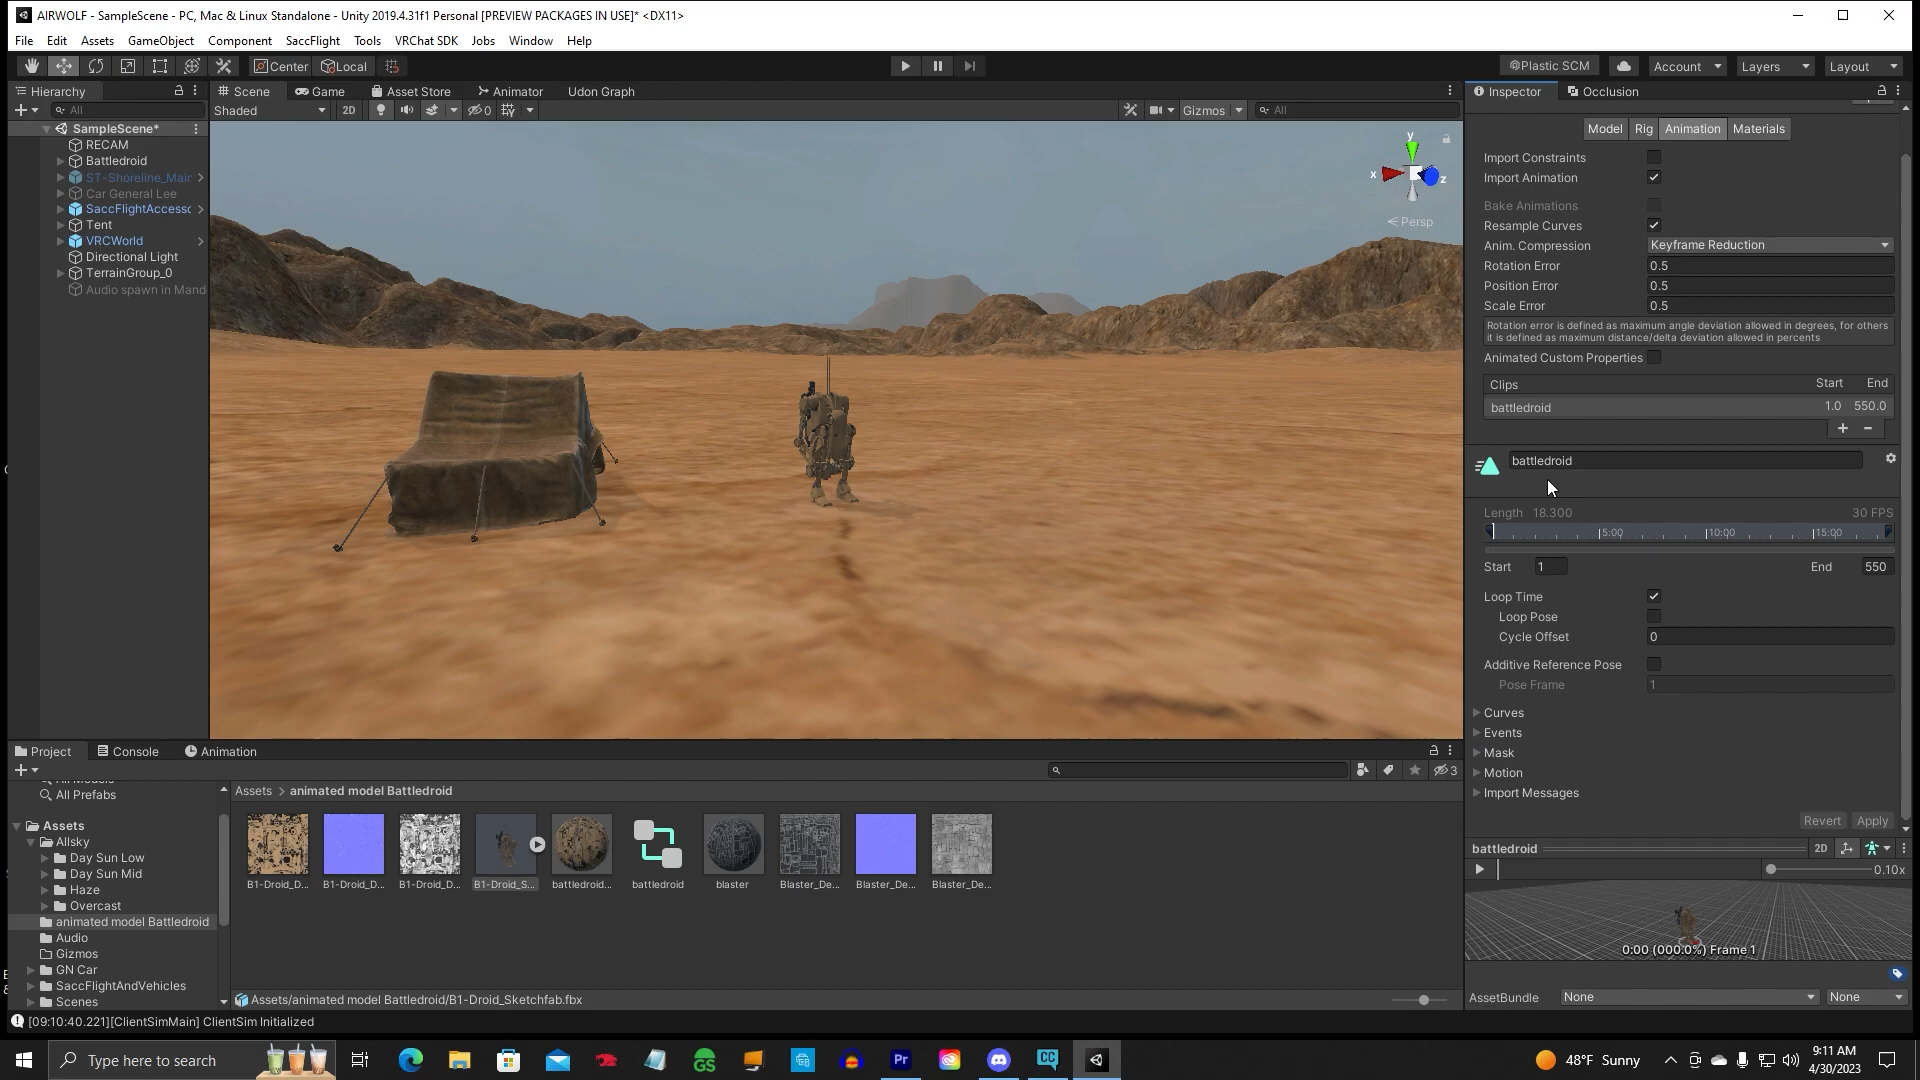 AIRWOLF - SampleScene - PC, Mac & Linux Standalone - Unity 2019.4.31f1 Personal [PREVIEW PACKAGES IN USE]* <DX11>
File Edit Assets GameObject Component SaccFlight Tools VRChat SDK Jobs Window Help
Center Local Plastic SCM Account Layers Layout
Hierarchy Scene Game Asset Store Animator Udon Graph Inspector Occlusion
All Shaded 2D 0 Gizmos All
SampleScene*
RECAM
Battledroid
ST-Shoreline_Main
Car General Lee
SaccFlightAccesso
Tent
VRCWorld
Directional Light
TerrainGroup_0
Audio spawn in Mand
y
x
z
Persp
Model Rig Animation Materials
Import Constraints
Import Animation
Bake Animations
Resample Curves
Anim. Compression Keyframe Reduction
Rotation Error 0.5
Position Error 0.5
Scale Error 0.5
Rotation error is defined as maximum angle deviation allowed in degrees, for others
it is defined as maximum distance/delta deviation allowed in percents
Animated Custom Properties
Clips Start End
battledroid 1.0 550.0
+ -
battledroid
Length 18.300 30 FPS
5:00 10:00 15:00
Start 1 End 550
Loop Time
Loop Pose
Cycle Offset 0
Additive Reference Pose
Pose Frame 1
Curves
Events
Mask
Motion
Import Messages
Revert Apply
battledroid 2D
0.10x
0:00 (000.0%) Frame 1
AssetBundle None None
Project Console Animation
3
All Prefabs
Assets
Allsky
Day Sun Low
Day Sun Mid
Haze
Overcast
animated model Battledroid
Audio
Gizmos
GN Car
SaccFlightAndVehicles
Scenes
Assets > animated model Battledroid
B1-Droid_D... B1-Droid_D... B1-Droid_D... B1-Droid_S... battledroid... battledroid blaster Blaster_De... Blaster_De... Blaster_De...
Assets/animated model Battledroid/B1-Droid_Sketchfab.fbx
[09:10:40.221][ClientSimMain] ClientSim Initialized
Type here to search
GS
Pr
CC
48°F Sunny
9:11 AM
4/30/2023